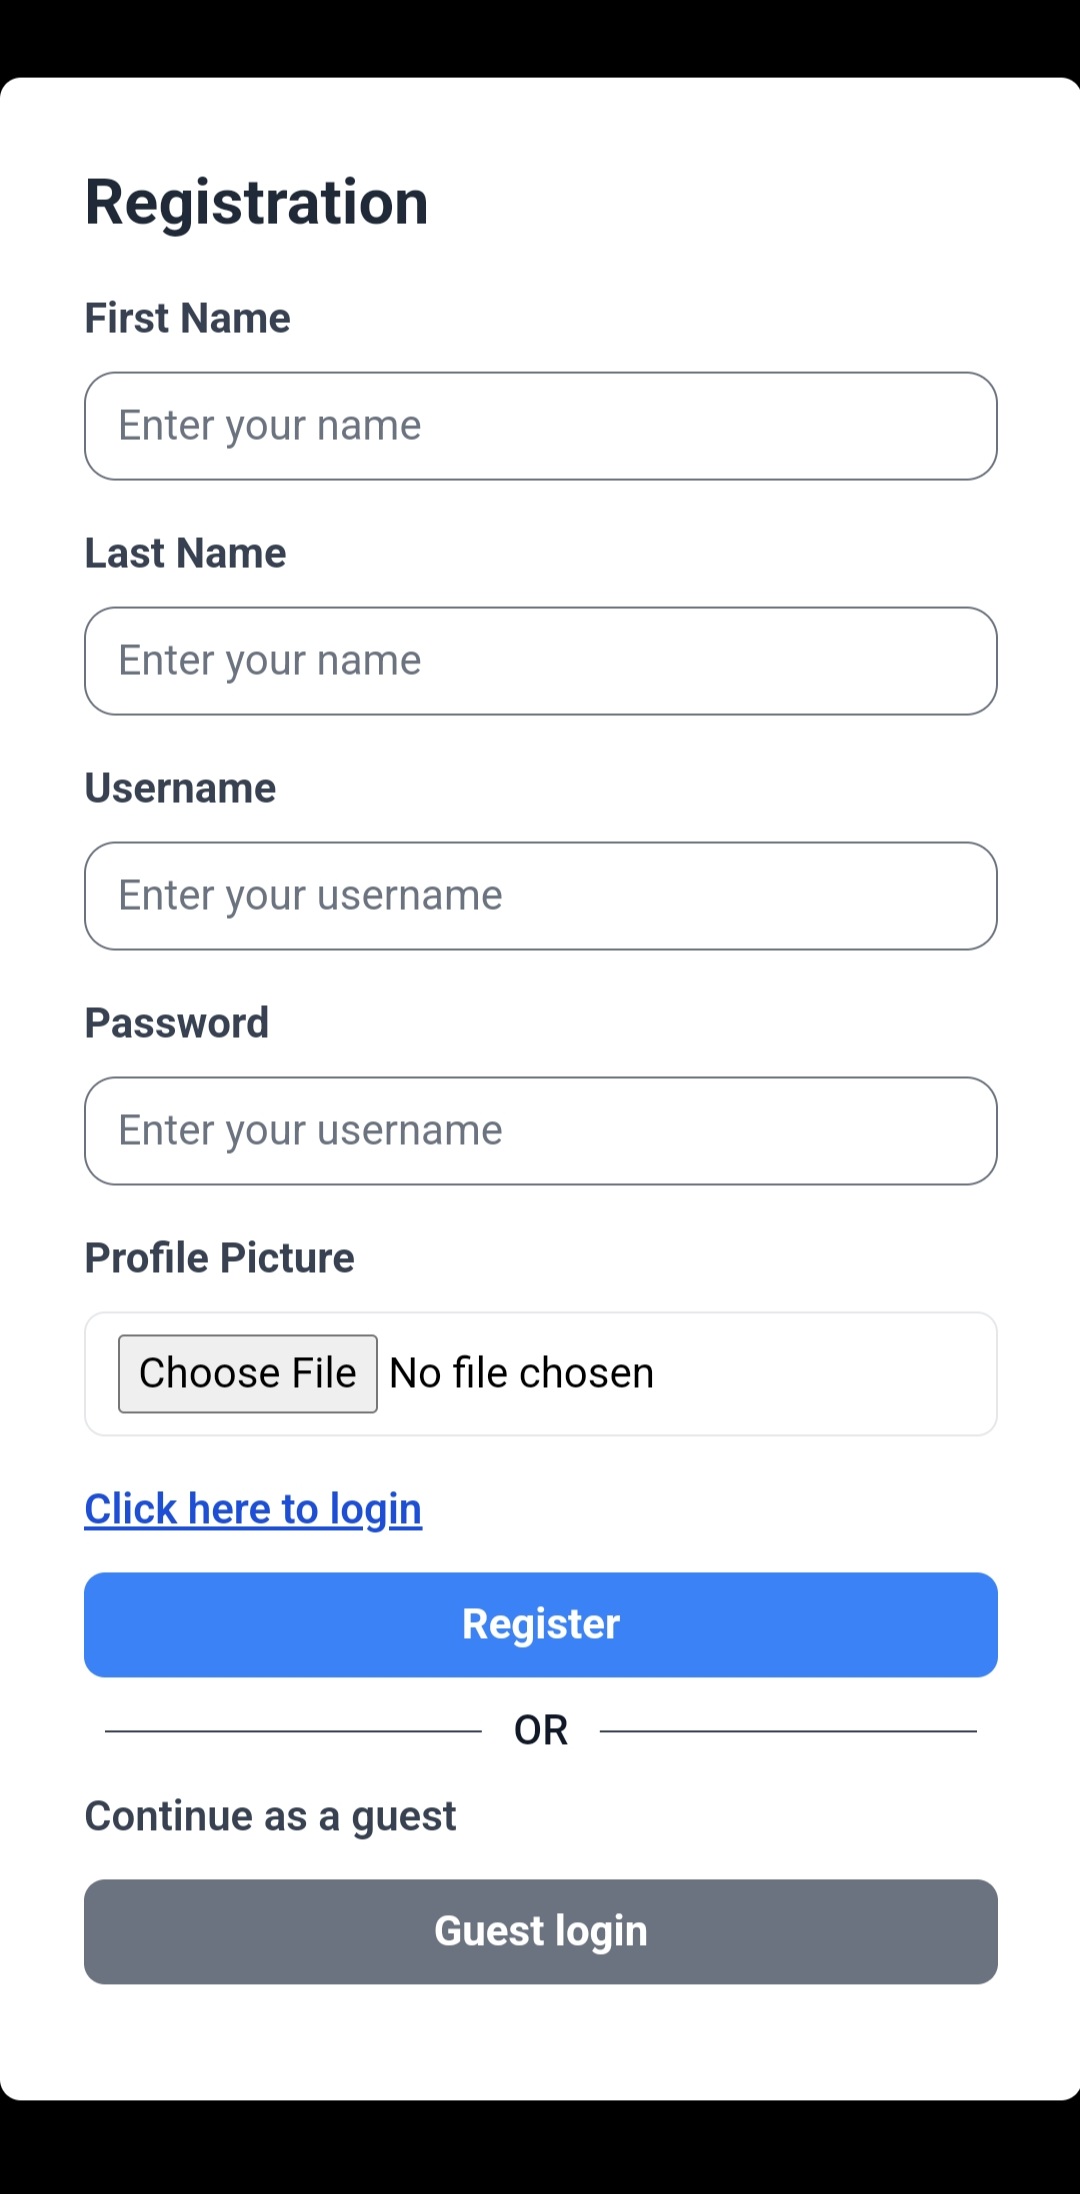 Registration
First Name
Enter your name
Last Name
Enter your name
Username
Enter your username
Password
Enter your username
Profile Picture
Choose File No file chosen
Click here to login
Register
OR
Continue as a guest
Guest login